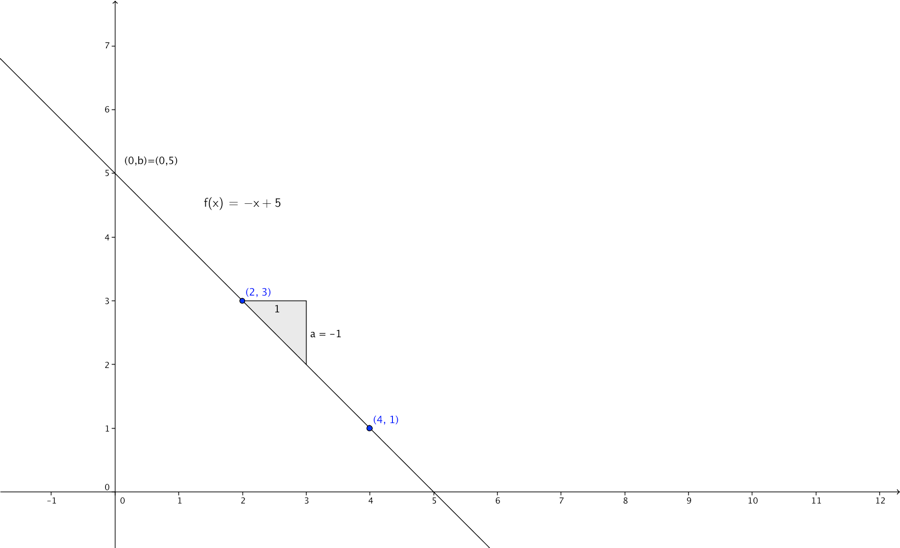 7
6
(0,b)=(0,5)
5
f(x) = −x + 5
4
(2, 3)
3
1
a = −1
2
(4, 1)
1
0
−1 0 1 2 3 4 5 6 7 8 9 10 11 12